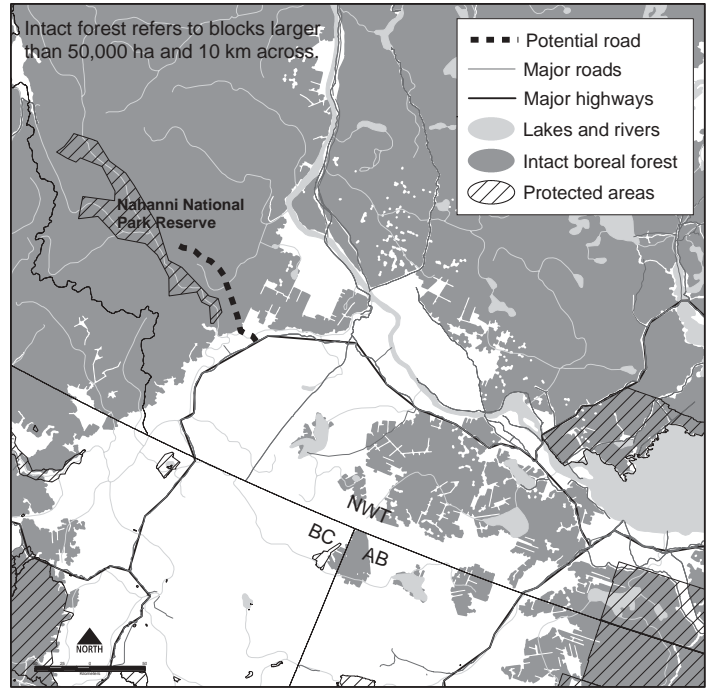 Intact forest refers to blocks larger
than 50,000 ha and 10 km across.
Potential road
Major roads
Major highways
Lakes and rivers
Intact boreal forest
Protected areas
Nahanni National
Park Reserve
NWT
BC
AB
NORTH